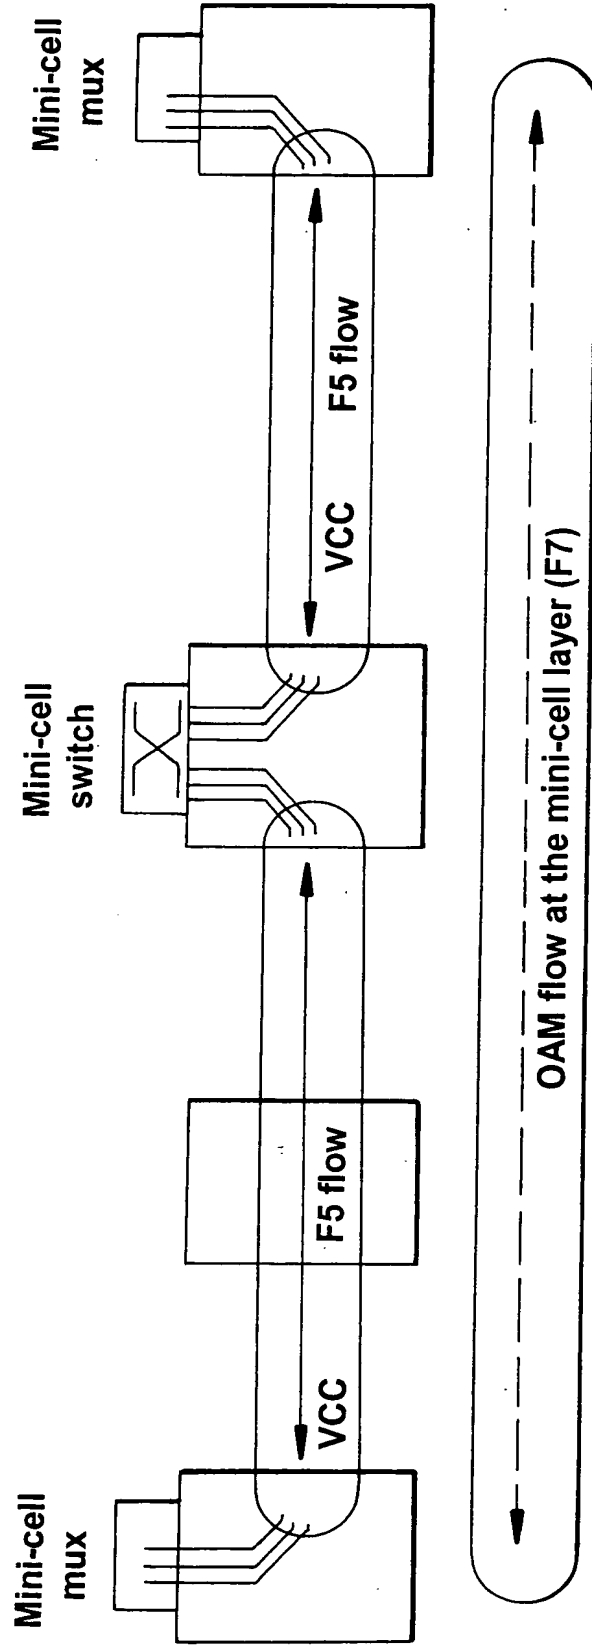 Mini-cell
mux
Mini-cell
switch
Mini-cell
mux
VCC
F5 flow
VCC
F5 flow
OAM flow at the mini-cell layer (F7)